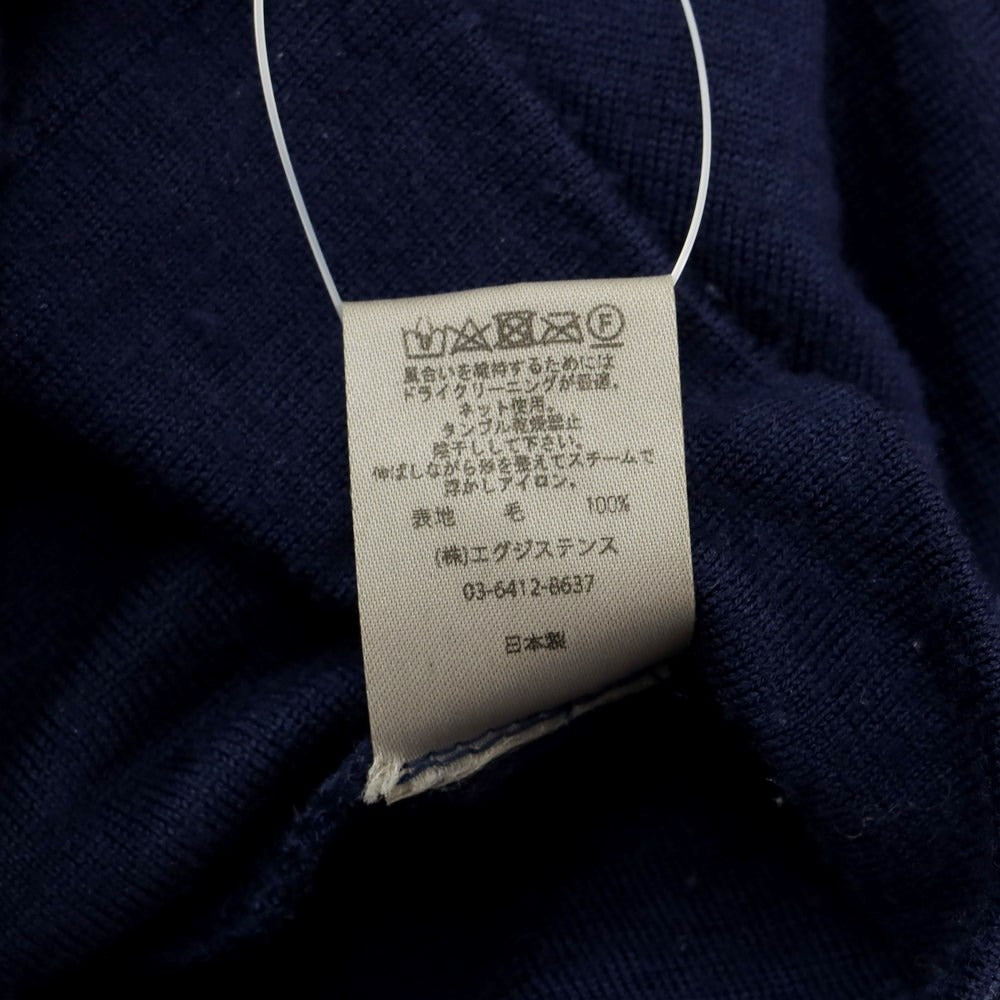 F
風合いを維持するためには
ドライクリーニングが最適。
ネット使用。
タンブル乾燥禁止
陰干しして下さい。
伸ばしながら形を整えてスチームで
浮かしアイロン。
表地 毛 100%
(株)エグジステンス
03-6412-8637
日本製